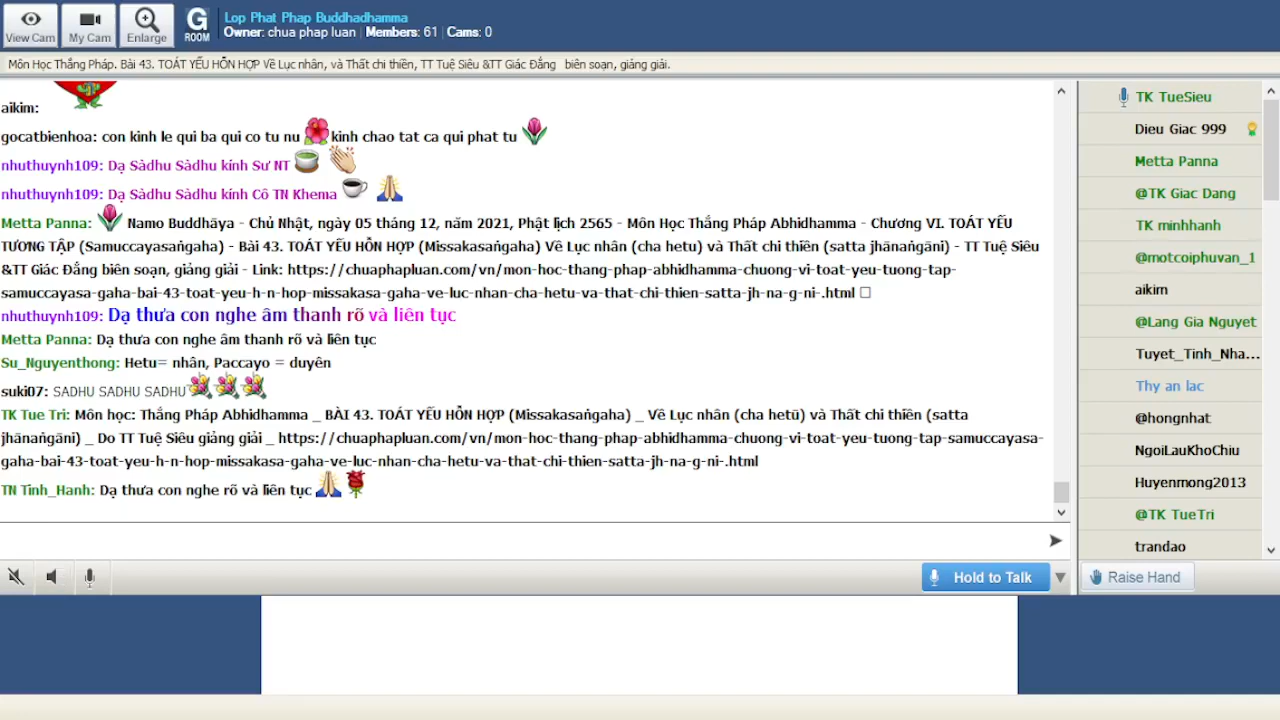 View Cam
My Cam
Enlarge
G
ROOM
Lop Phat Phap Buddhadhamma
Owner: chua phap luan | Members: 61 | Cams: 0
Môn Học Thắng Pháp. Bài 43. TOÁT YẾU HỖN HỢP Về Lục nhân, và Thất chi thiền, TT Tuệ Siêu &TT Giác Đẳng biên soạn, giảng giải.
aikim:
gocatbienhoa: con kinh le qui ba qui co tu nu kinh chao tat ca qui phat tu
nhuthuynh109: Dạ Sàdhu Sàdhu kính Sư NT
nhuthuynh109: Dạ Sàdhu Sàdhu kính Cô TN Khema
Metta Panna: Namo Buddhāya - Chủ Nhật, ngày 05 tháng 12, năm 2021, Phật lịch 2565 - Môn Học Thắng Pháp Abhidhamma - Chương VI. TOÁT YẾU
TƯƠNG TẬP (Samuccayasaṅgaha) - Bài 43. TOÁT YẾU HỖN HỢP (Missakasaṅgaha) Về Lục nhân (cha hetu) và Thất chi thiền (satta jhānaṅgāni) - TT Tuệ Siêu
&TT Giác Đẳng biên soạn, giảng giải - Link: https://chuaphapluan.com/vn/mon-hoc-thang-phap-abhidhamma-chuong-vi-toat-yeu-tuong-tap-
samuccayasa-gaha-bai-43-toat-yeu-h-n-hop-missakasa-gaha-ve-luc-nhan-cha-hetu-va-that-chi-thien-satta-jh-na-g-ni-.html
nhuthuynh109: Dạ thưa con nghe âm thanh rõ và liên tục
Metta Panna: Dạ thưa con nghe âm thanh rõ và liên tục
Su_Nguyenthong: Hetu= nhân, Paccayo = duyên
suki07: SADHU SADHU SADHU
TK Tue Tri: Môn học: Thắng Pháp Abhidhamma _ BÀI 43. TOÁT YẾU HỖN HỢP (Missakasaṅgaha) _ Về Lục nhân (cha hetū) và Thất chi thiền (satta
jhānaṅgāni) _ Do TT Tuệ Siêu giảng giải _ https://chuaphapluan.com/vn/mon-hoc-thang-phap-abhidhamma-chuong-vi-toat-yeu-tuong-tap-samuccayasa-
gaha-bai-43-toat-yeu-h-n-hop-missakasa-gaha-ve-luc-nhan-cha-hetu-va-that-chi-thien-satta-jh-na-g-ni-.html
TN Tinh_Hanh: Dạ thưa con nghe rõ và liên tục
Hold to Talk
TK TueSieu
Dieu Giac 999
Metta Panna
@TK Giac Dang
TK minhhanh
@motcoiphuvan_1
aikim
@Lang Gia Nguyet
Tuyet_Tinh_Nha...
Thy an lac
@hongnhat
NgoiLauKhoChiu
Huyenmong2013
@TK TueTri
trandao
Raise Hand